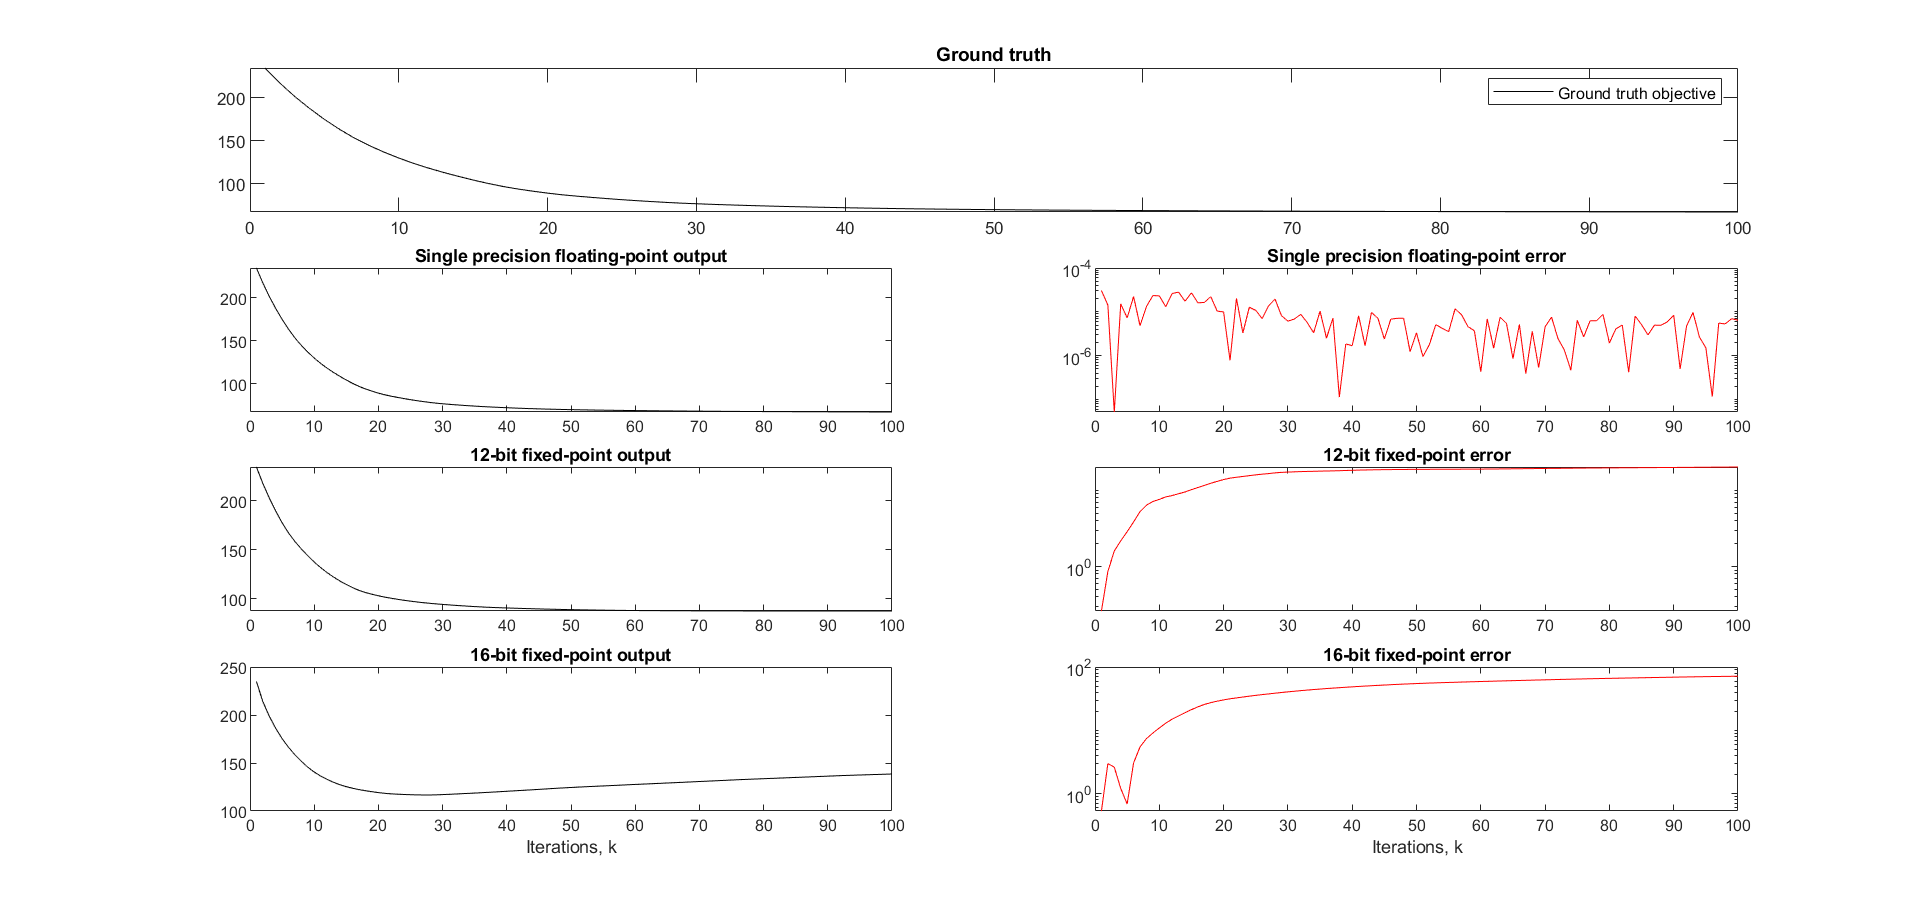 Ground truth
Ground truth objective
200
150
100
0 10 20 30 40 50 60 70 80 90 100
Single precision floating-point output
200
150
100
0 10 20 30 40 50 60 70 80 90 100
Single precision floating-point error
10^-4
10^-6
0 10 20 30 40 50 60 70 80 90 100
12-bit fixed-point output
200
150
100
0 10 20 30 40 50 60 70 80 90 100
12-bit fixed-point error
10^0
0 10 20 30 40 50 60 70 80 90 100
16-bit fixed-point output
250
200
150
100
0 10 20 30 40 50 60 70 80 90 100
Iterations, k
16-bit fixed-point error
10^2
10^0
0 10 20 30 40 50 60 70 80 90 100
Iterations, k